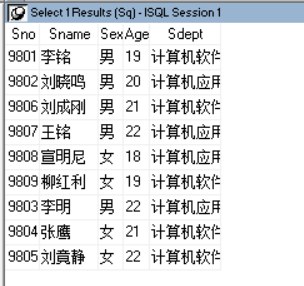 Select 1 Results (Sq) - ISQL Session 1
Sno Sname Sex Age Sdept
9801 李铭 男 19 计算机软件
9802 刘晓鸣 男 20 计算机应用
9806 刘成刚 男 21 计算机软件
9807 王铭 男 22 计算机应用
9808 宣明尼 女 18 计算机应用
9809 柳红利 女 19 计算机软件
9803 李明 男 22 计算机应用
9804 张鹰 女 21 计算机软件
9805 刘竟静 女 22 计算机软件